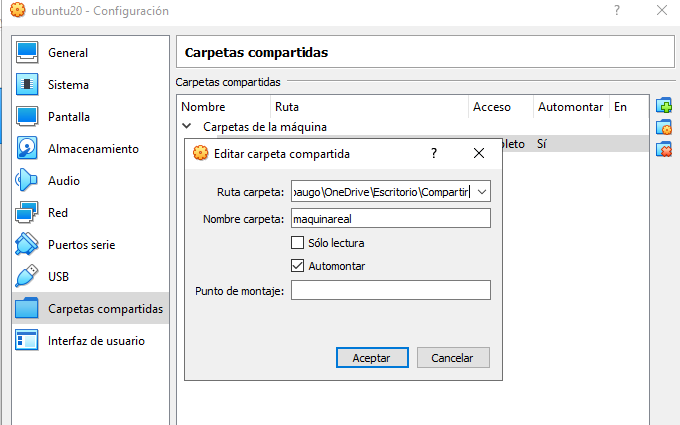 ubuntu20 - Configuración
General
Sistema
Pantalla
Almacenamiento
Audio
Red
Puertos serie
USB
Carpetas compartidas
Interfaz de usuario
Carpetas compartidas
Carpetas compartidas
Nombre Ruta Acceso Automontar En
Carpetas de la máquina
Sí
Editar carpeta compartida ?
Ruta carpeta: \OneDrive\Escritorio\Compartir
Nombre carpeta: maquinareal
Sólo lectura
Automontar
Punto de montaje:
Aceptar Cancelar